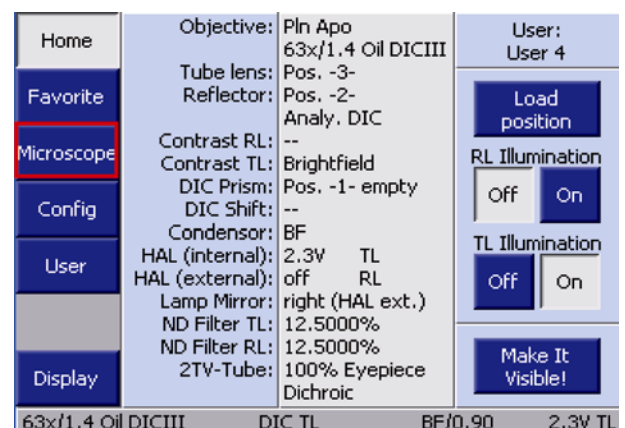 Home
Favorite
Microscope
Config
User
Display
Objective: Pln Apo
63x/1.4 Oil DICIII
Tube lens: Pos. -3-
Reflector: Pos. -2-
Analy. DIC
Contrast RL: --
Contrast TL: Brightfield
DIC Prism: Pos. -1- empty
DIC Shift: --
Condensor: BF
HAL (internal): 2.3V TL
HAL (external): off RL
Lamp Mirror: right (HAL ext.)
ND Filter TL: 12.5000%
ND Filter RL: 12.5000%
2TV-Tube: 100% Eyepiece
Dichroic
User:
User 4
Load
position
RL Illumination
Off On
TL Illumination
Off On
Make It
Visible!
63x/1.4 Oil DICIII DIC TL BF/0.90 2.3V TL